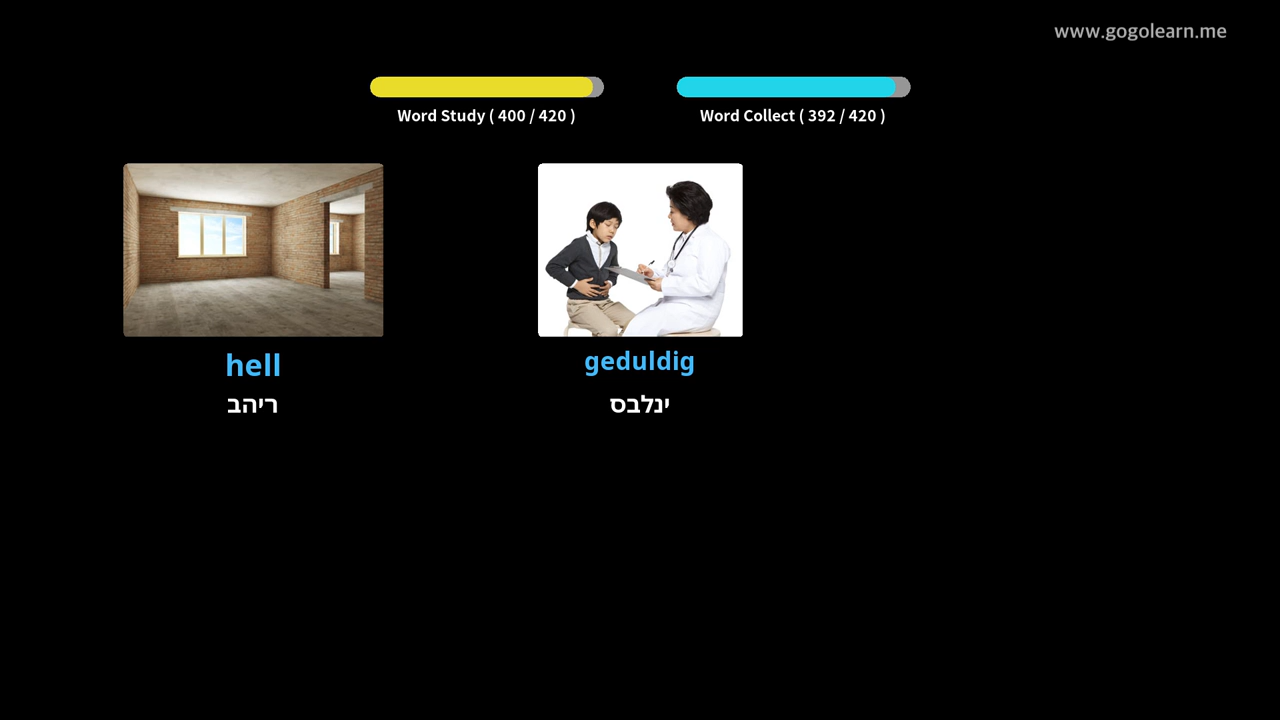 www.gogolearn.me
Word Study ( 400 / 420 )
Word Collect ( 392 / 420 )
hell
ריהב
geduldig
ינלבס